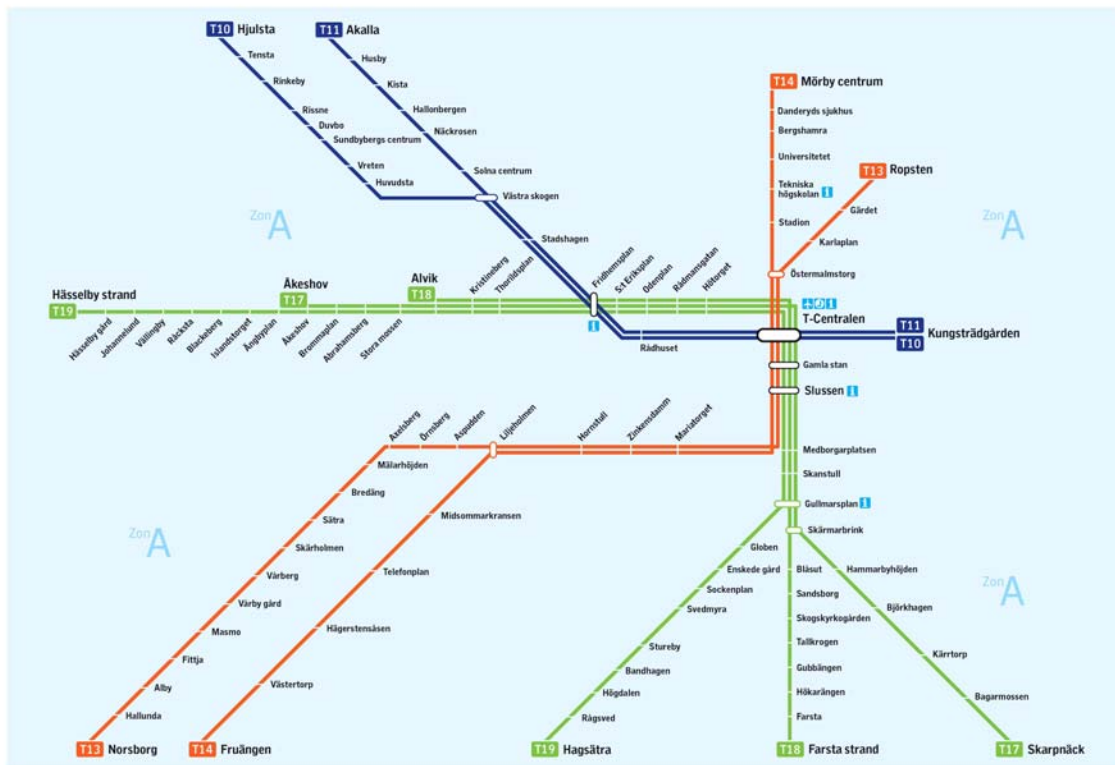 T10 Hjulsta
T11 Akalla
Tensta
Rinkeby
Rissne
Duvbo
Sundbybergs centrum
Vreten
Huvudsta
Husby
Kista
Hallonbergen
Näckrosen
Solna centrum
Västra skogen
Stadshagen
T14 Mörby centrum
Danderyds sjukhus
Bergshamra
Universitetet
Tekniska
högskolan i
Stadion
T13 Ropsten
Gärdet
Karlaplan
Östermalmstorg
Zon A
Zon A
Hässelby strand
T19
Hässelby gård
Johannelund
Vällingby
Råcksta
Blackeberg
Islandstorget
Ängbyplan
Åkeshov
T17
Åkeshov
Brommaplan
Abrahamsberg
Stora mossen
Alvik
T18
Kristineberg
Thorildsplan
Fridhemsplan
i
S:t Eriksplan
Odenplan
Rådmansgatan
Hötorget
i
T-Centralen
Rådhuset
T11
T10
Kungsträdgården
Gamla stan
Slussen i
Axelsberg
Örnsberg
Aspudden
Liljeholmen
Hornstull
Zinkensdamm
Mariatorget
Medborgarplatsen
Skanstull
Gullmarsplan i
Skärmarbrink
Mälarhöjden
Bredäng
Sätra
Skärholmen
Vårberg
Vårby gård
Masmo
Fittja
Alby
Hallunda
T13 Norsborg
Midsommarkransen
Telefonplan
Hägerstensåsen
Västertorp
T14 Fruängen
Zon A
Zon A
Globen
Enskede gård
Sockenplan
Svedmyra
Stureby
Bandhagen
Högdalen
Rågsved
T19 Hagsätra
Blåsut
Sandsborg
Skogskyrkogården
Tallkrogen
Gubbängen
Hökarängen
Farsta
T18 Farsta strand
Hammarbyhöjden
Björkhagen
Kärrtorp
Bagarmossen
T17 Skarpnäck